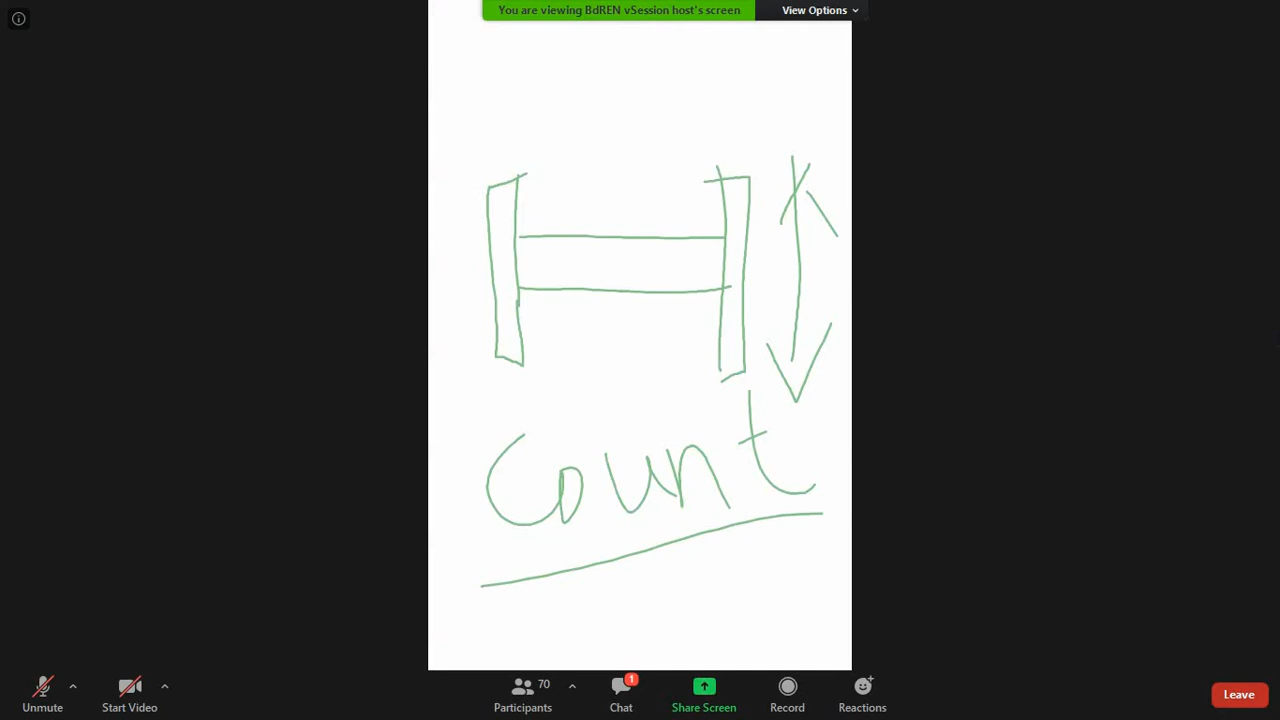 You are viewing BdREN vSession host's screen View Options
Count
Unmute Start Video 70 Participants 1 Chat Share Screen Record Reactions Leave